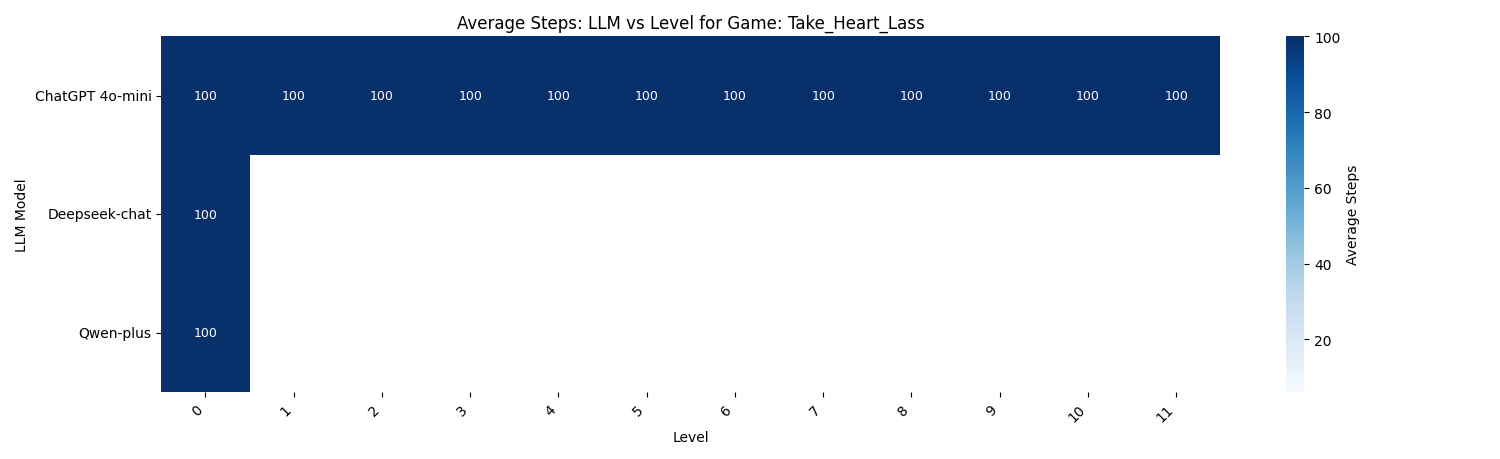 Average Steps: LLM vs Level for Game: Take_Heart_Lass
LLM Model
ChatGPT 4o-mini 100 100 100 100 100 100 100 100 100 100 100 100
Deepseek-chat 100
Qwen-plus 100
0 1 2 3 4 5 6 7 8 9 10 11
Level
100
80
60
40
20
Average Steps